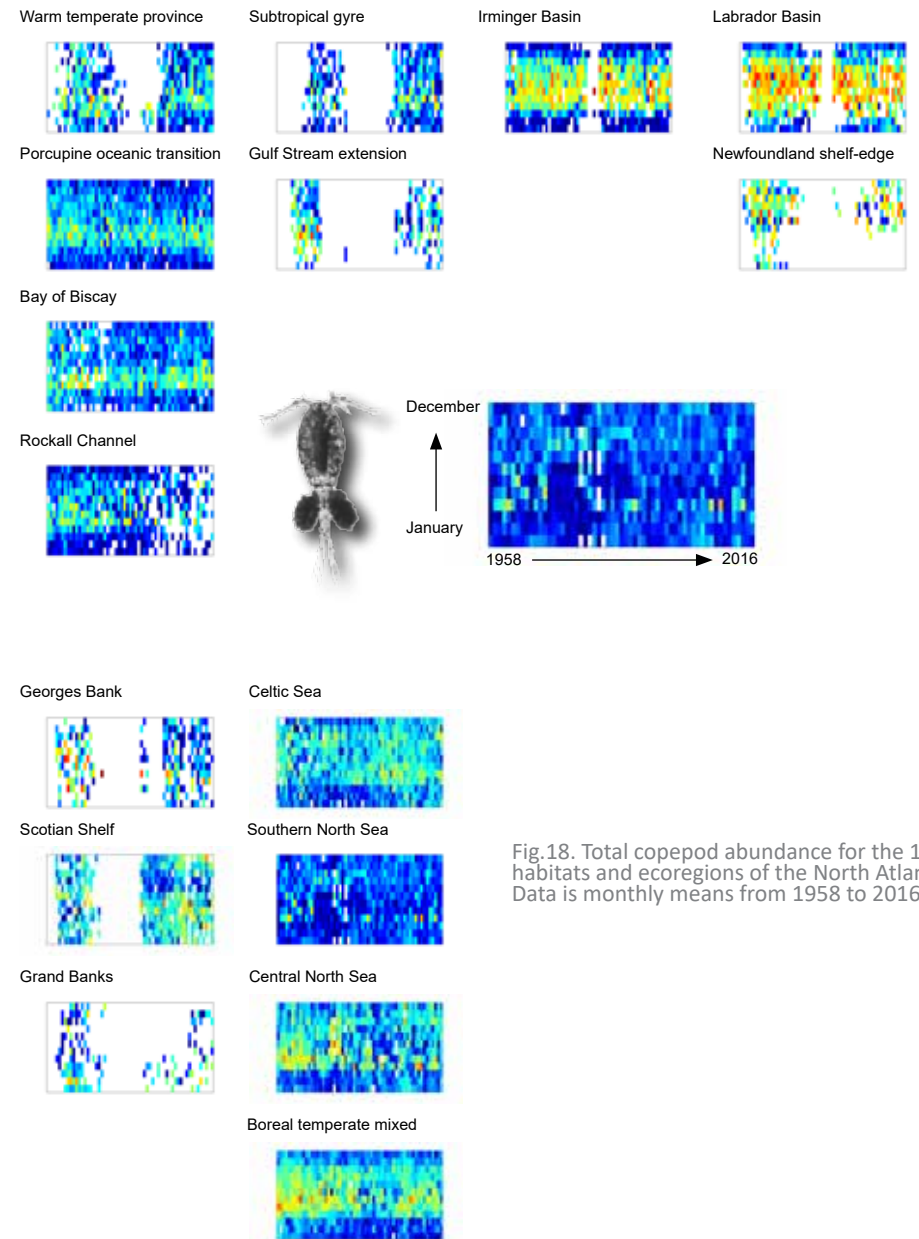 Warm temperate province
Subtropical gyre
Irminger Basin
Labrador Basin
Porcupine oceanic transition
Gulf Stream extension
Newfoundland shelf-edge
Bay of Biscay
Rockall Channel
December
January
1958
2016
Georges Bank
Celtic Sea
Scotian Shelf
Southern North Sea
Fig.18. Total copepod abundance for the 1
habitats and ecoregions of the North Atlan
Data is monthly means from 1958 to 2016
Grand Banks
Central North Sea
Boreal temperate mixed